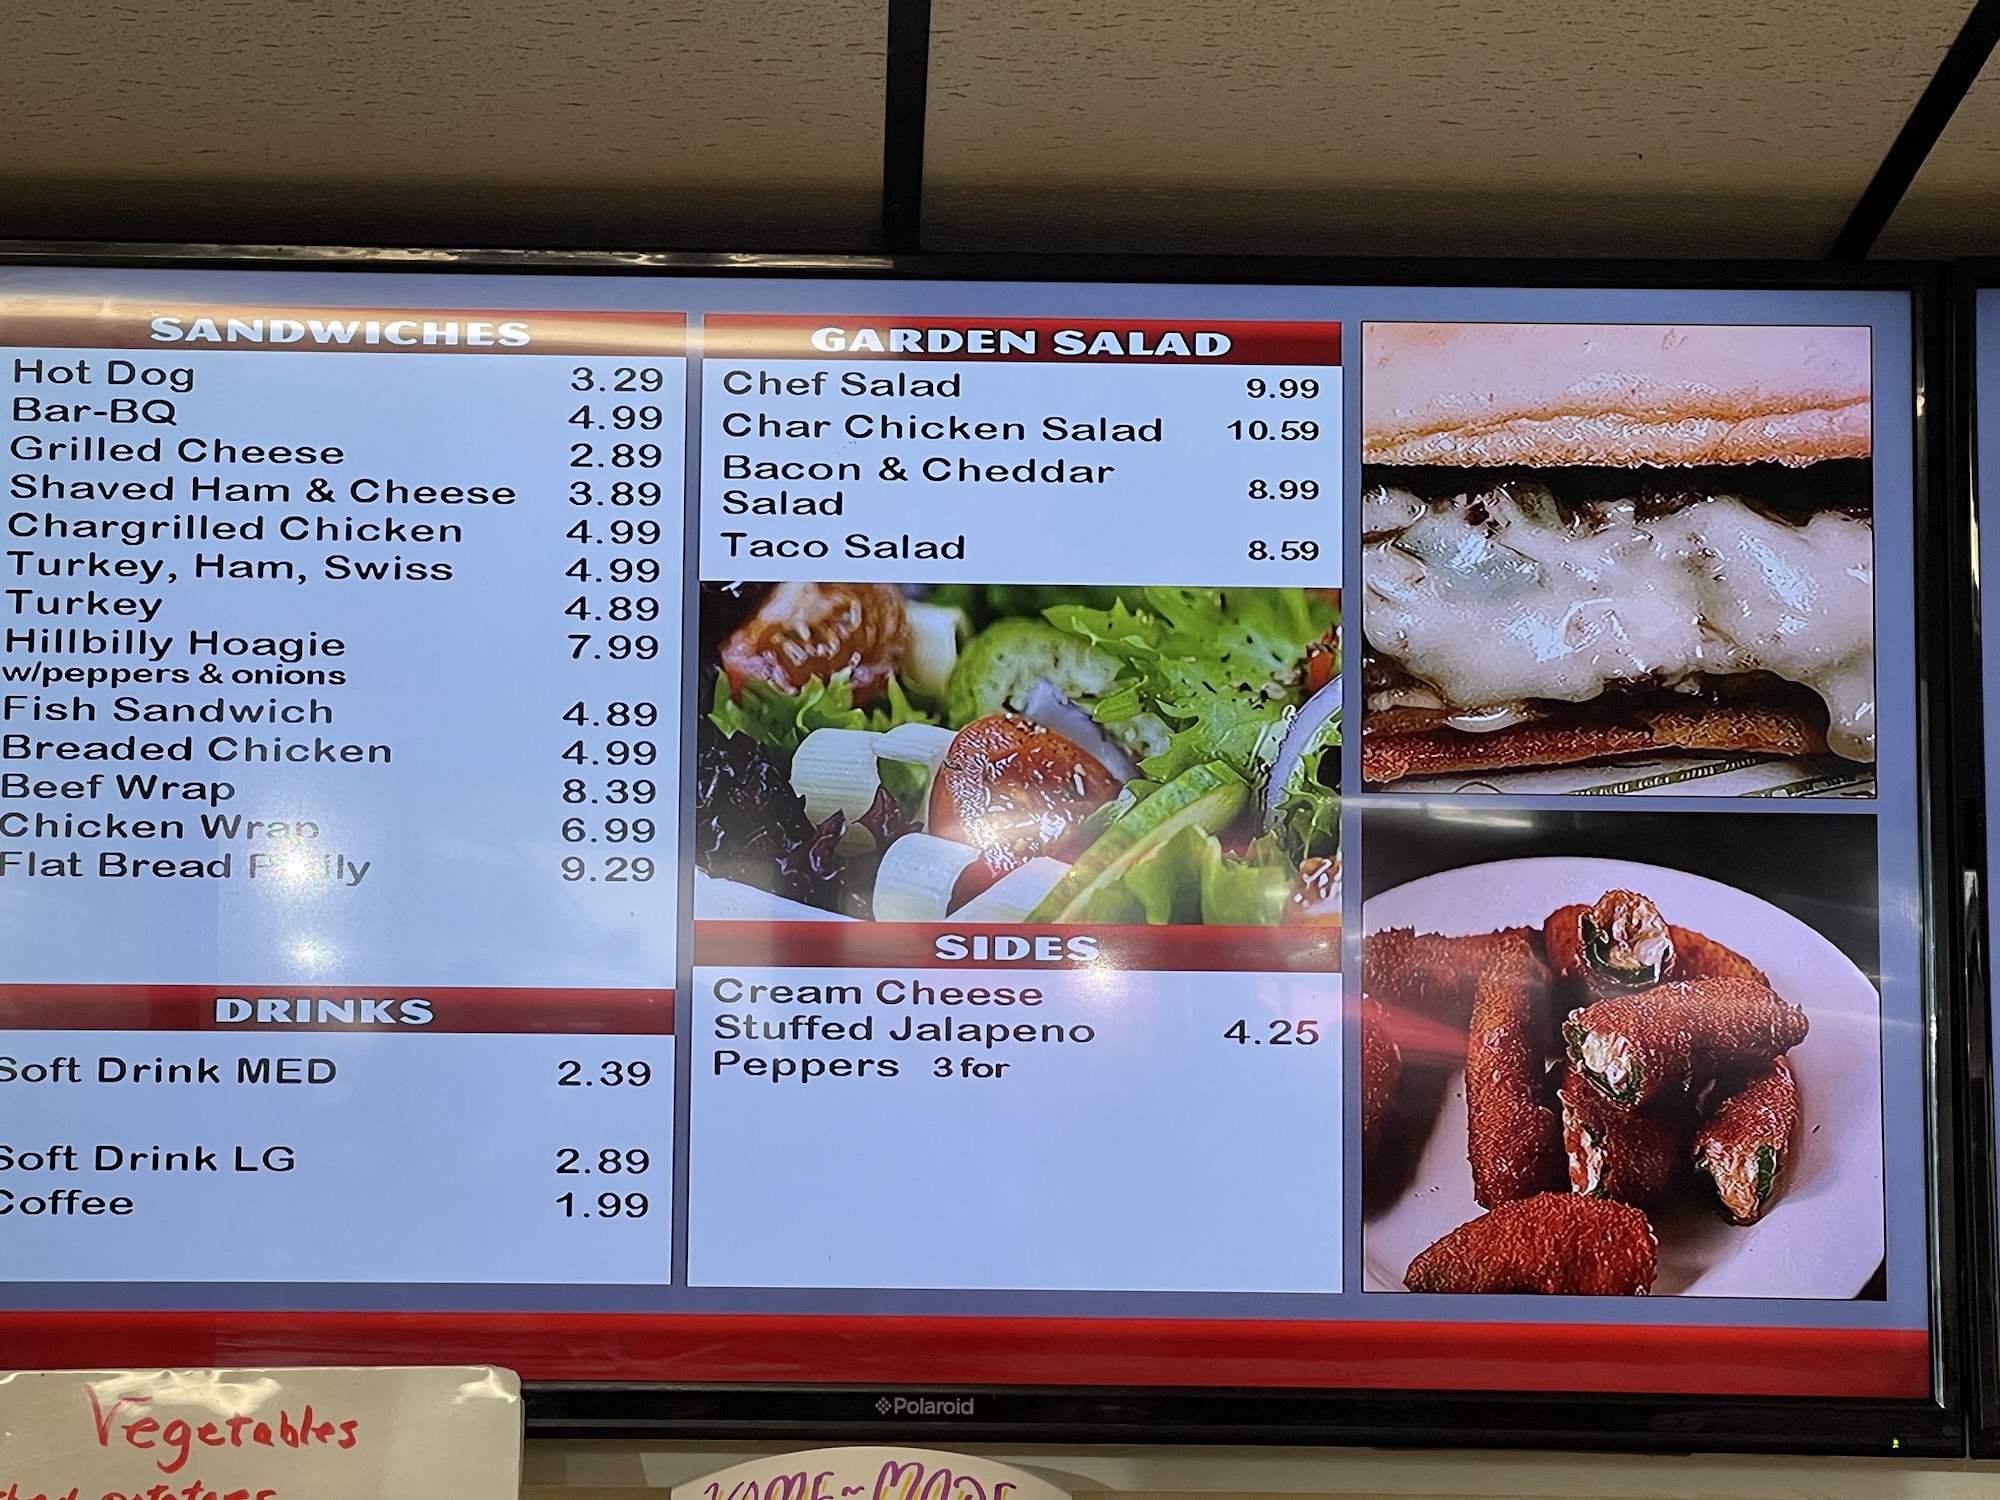 SANDWICHES
Hot Dog 3.29
Bar-BQ 4.99
Grilled Cheese 2.89
Shaved Ham & Cheese 3.89
Chargrilled Chicken 4.99
Turkey, Ham, Swiss 4.99
Turkey 4.89
Hillbilly Hoagie 7.99
w/peppers & onions
Fish Sandwich 4.89
Breaded Chicken 4.99
Beef Wrap 8.39
Chicken Wrap 6.99
Flat Bread 9.29
DRINKS
Soft Drink MED 2.39
Soft Drink LG 2.89
Coffee 1.99
GARDEN SALAD
Chef Salad 9.99
Char Chicken Salad 10.59
Bacon & Cheddar
Salad 8.99
Taco Salad 8.59
SIDES
Cream Cheese
Stuffed Jalapeno 4.25
Peppers 3 for
Polaroid
Vegetables
HOME~MADE